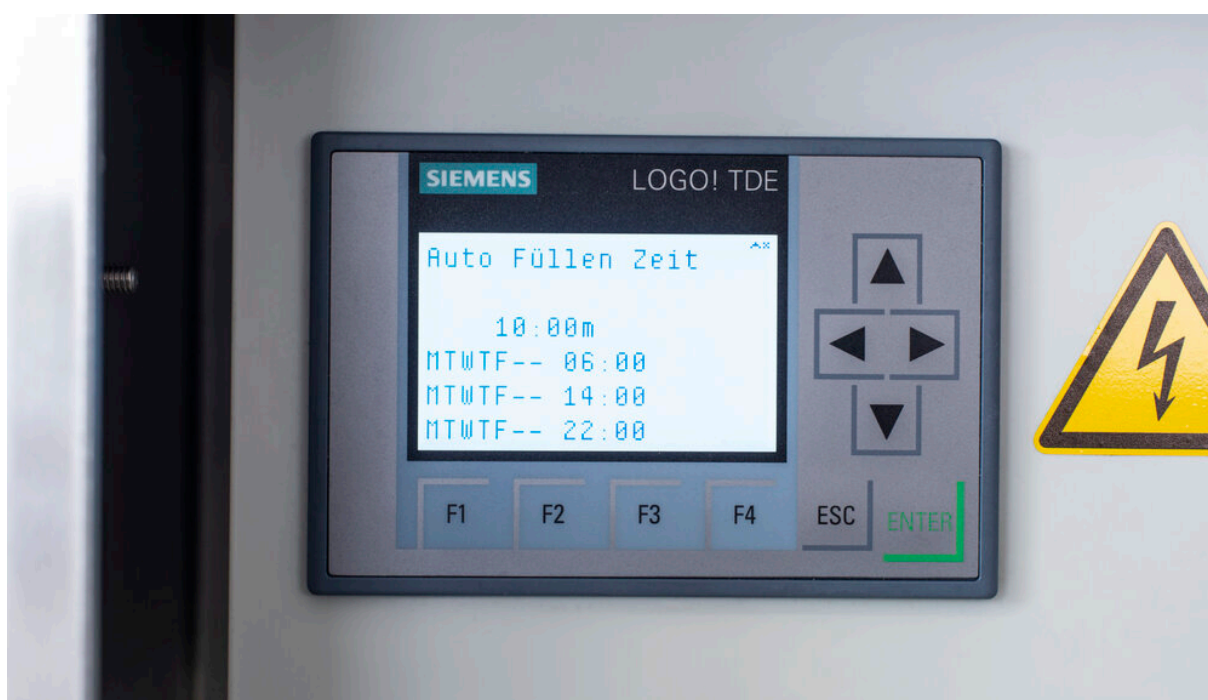 SIEMENS LOGO! TDE
Auto Füllen Zeit
10:00m
MTWTF-- 06:00
MTWTF-- 14:00
MTWTF-- 22:00
F1 F2 F3 F4 ESC ENTER